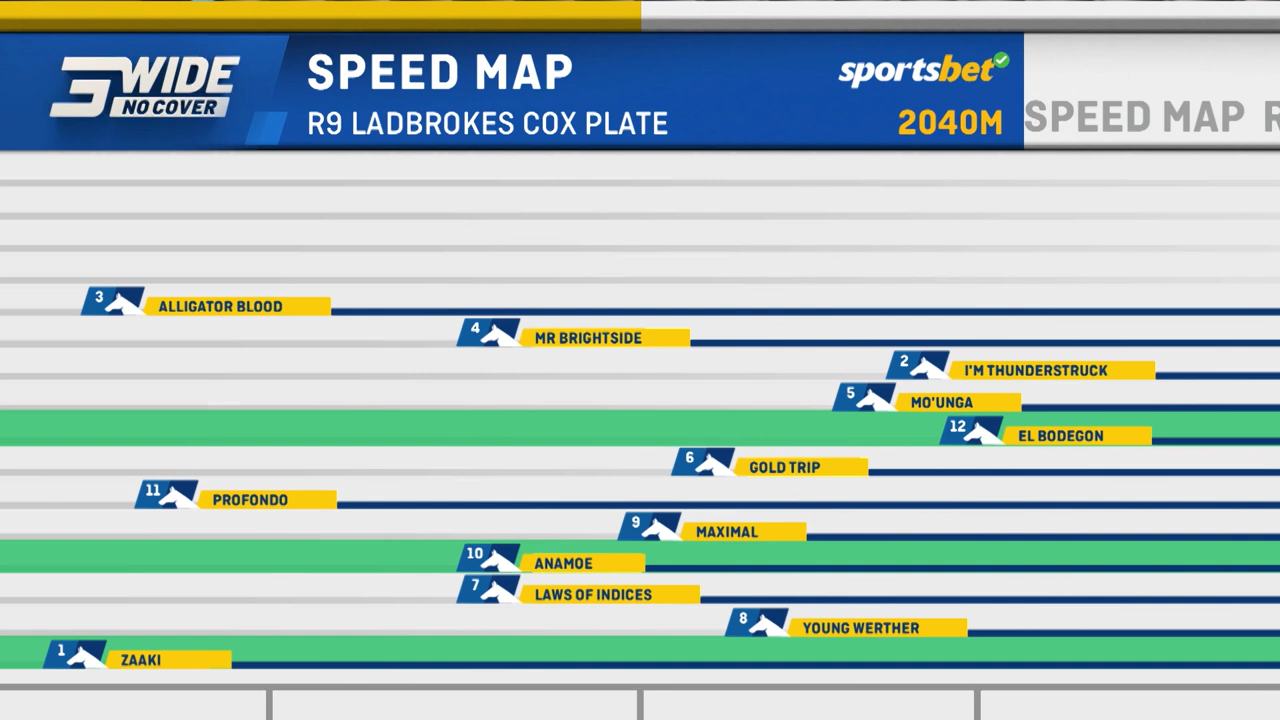 3 WIDE
NO COVER
SPEED MAP
R9 LADBROKES COX PLATE
sportsbet
2040M
SPEED MAP R
3 ALLIGATOR BLOOD
4 MR BRIGHTSIDE
2 I'M THUNDERSTRUCK
5 MO'UNGA
12 EL BODEGON
6 GOLD TRIP
11 PROFONDO
9 MAXIMAL
10 ANAMOE
7 LAWS OF INDICES
8 YOUNG WERTHER
1 ZAAKI